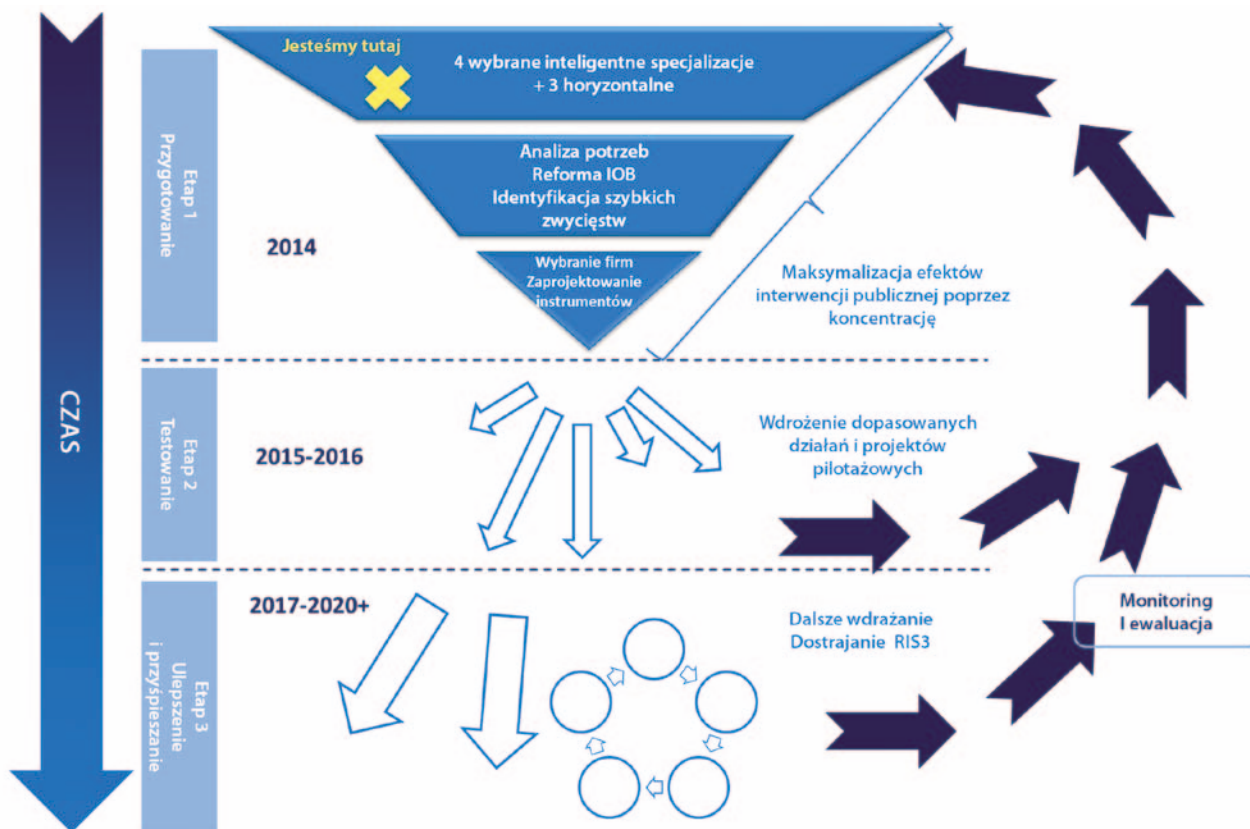 CZAS
Etap 1
Przygotowanie
2014
Jesteśmy tutaj
4 wybrane inteligentne specjalizacje
+ 3 horyzontalne
Analiza potrzeb
Reforma IOB
Identyfikacja szybkich
zwycięstw
Wybranie firm
Zaprojektowanie
instrumentów
Maksymalizacja efektów
interwencji publicznej poprzez
koncentrację
Etap 2
Testowanie
2015-2016
Wdrożenie dopasowanych
działań i projektów
pilotażowych
Etap 3
Ulepszenie
i przyśpieszanie
2017-2020+
Dalsze wdrażanie
Dostrajanie RIS3
Monitoring
I ewaluacja